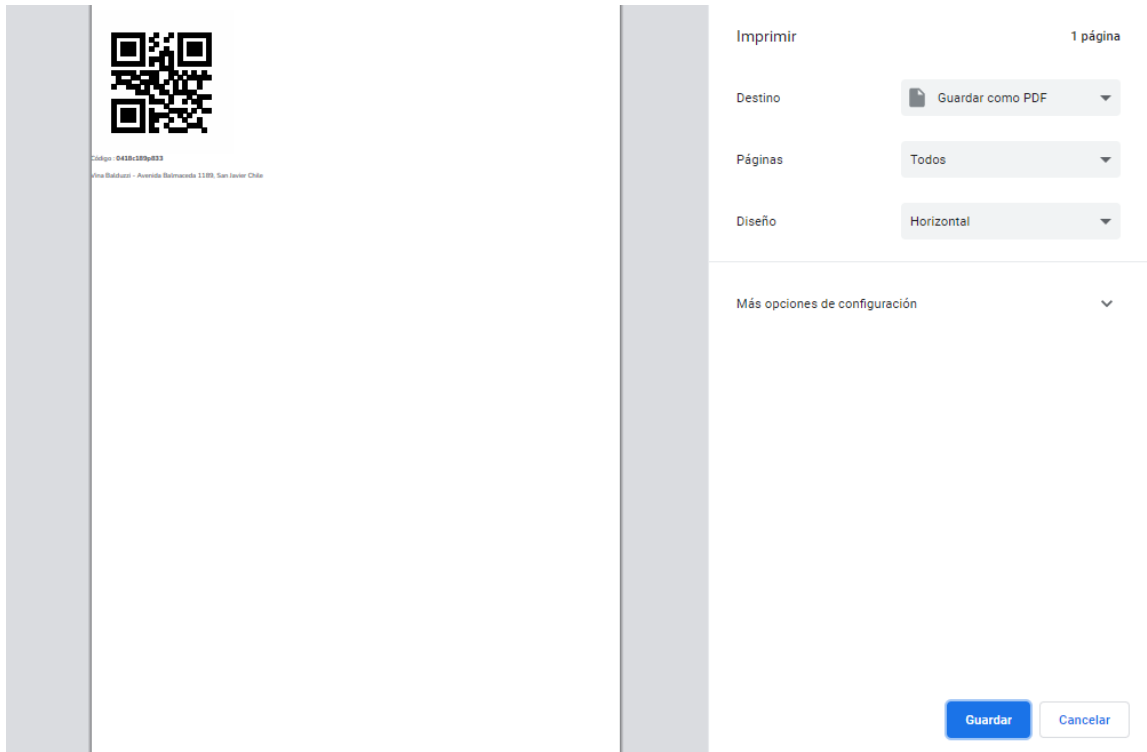 Código : 0418c189p833
Vina Balduzzi - Avenida Balmaceda 1189, San Javier Chile
Imprimir
1 página
Destino
Guardar como PDF
Páginas
Todos
Diseño
Horizontal
Más opciones de configuración
Guardar
Cancelar